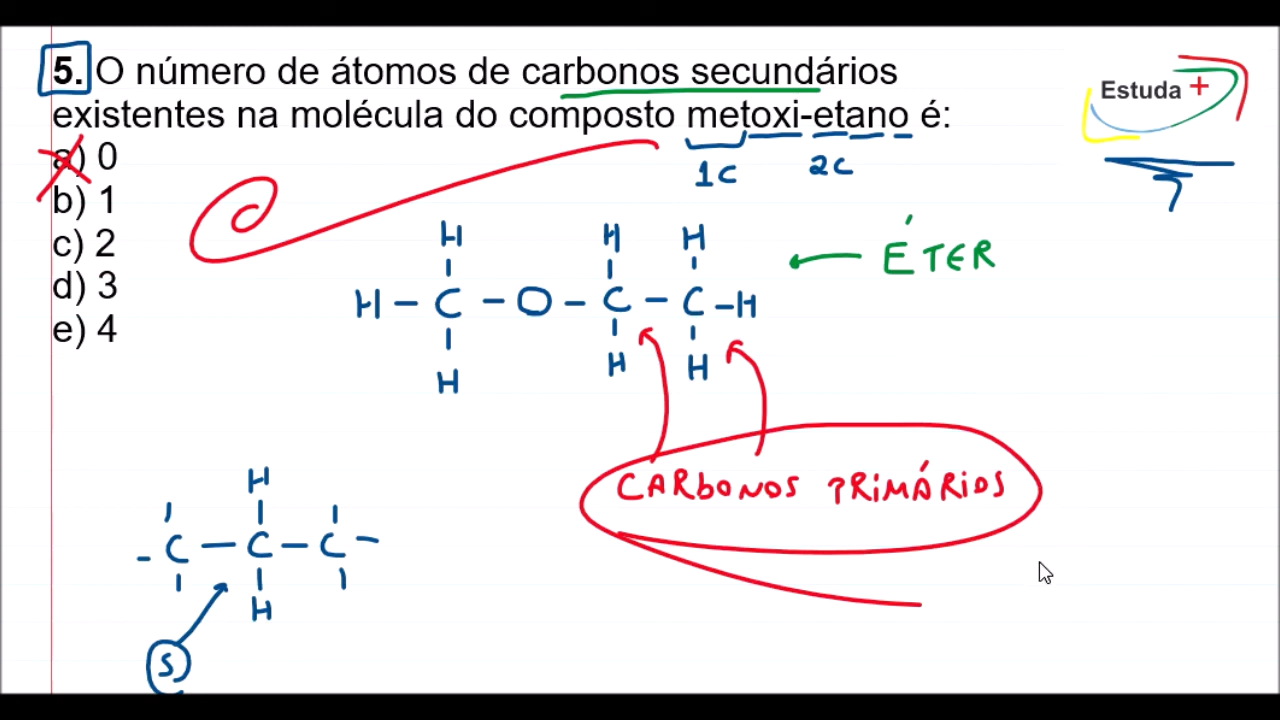 5. O número de átomos de carbonos secundários
existentes na molécula do composto metoxi-etano é:
Estuda +
a) 0
b) 1
c) 2
d) 3
e) 4
1C 2C
H H H
ÉTER
H - C - O - C - C - H
H H H
CARBONOS PRIMÁRIOS
H
- C - C - C -
H
S